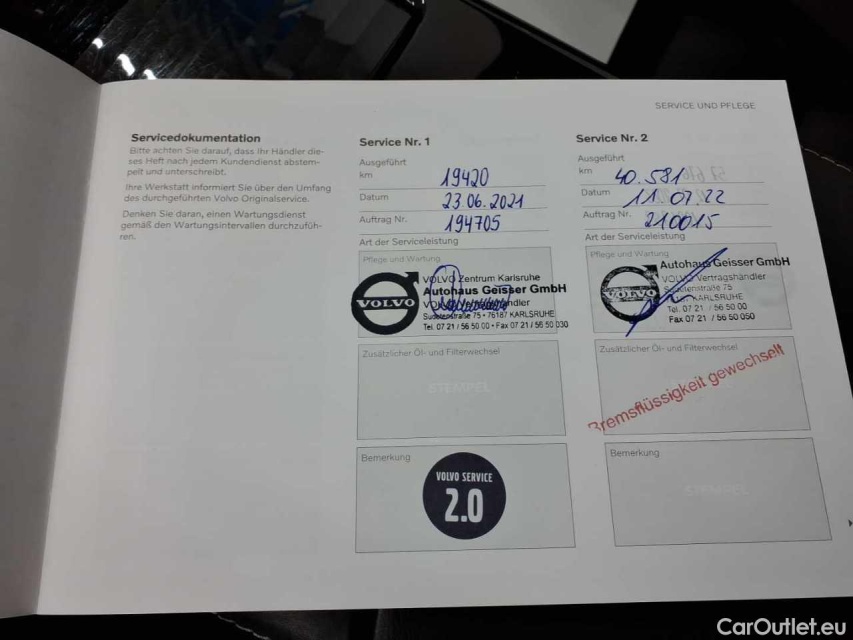 SERVICE UND PFLEGE
Servicedokumentation
Bitte achten Sie darauf, dass Ihr Händler die-
ses Heft nach jedem Kundendienst abstem-
pelt und unterschreibt.
Ihre Werkstatt informiert Sie über den Umfang
des durchgeführten Volvo Originalservice.
Denken Sie daran, einen Wartungsdienst
gemäß den Wartungsintervallen durchzufüh-
ren.
Service Nr. 1
Ausgeführt
km 19420
Datum 23.06.2021
Auftrag Nr. 194705
Art der Serviceleistung
Pflege und Wartung
VOLVO
VOLVO Zentrum Karlsruhe
Autohaus Geisser GmbH
Sudetenstraße 75 • 76187 KARLSRUHE
Tel. 07 21 / 56 50 00 • Fax 07 21 / 56 50 030
Zusätzlicher Öl- und Filterwechsel
STEMPEL
Bemerkung
VOLVO SERVICE
2.0
Service Nr. 2
Ausgeführt
km 40.581
Datum 11.07.22
Auftrag Nr. 210015
Art der Serviceleistung
Pflege und Wartung
VOLVO
Autohaus Geisser GmbH
VOLVO Vertragshändler
Sudetenstraße 75
KARLSRUHE
Tel. 07 21 / 56 50 00
Fax 07 21 / 56 50 050
Zusätzlicher Öl- und Filterwechsel
Bremsflüssigkeit gewechselt
Bemerkung
STEMPEL
CarOutlet.eu